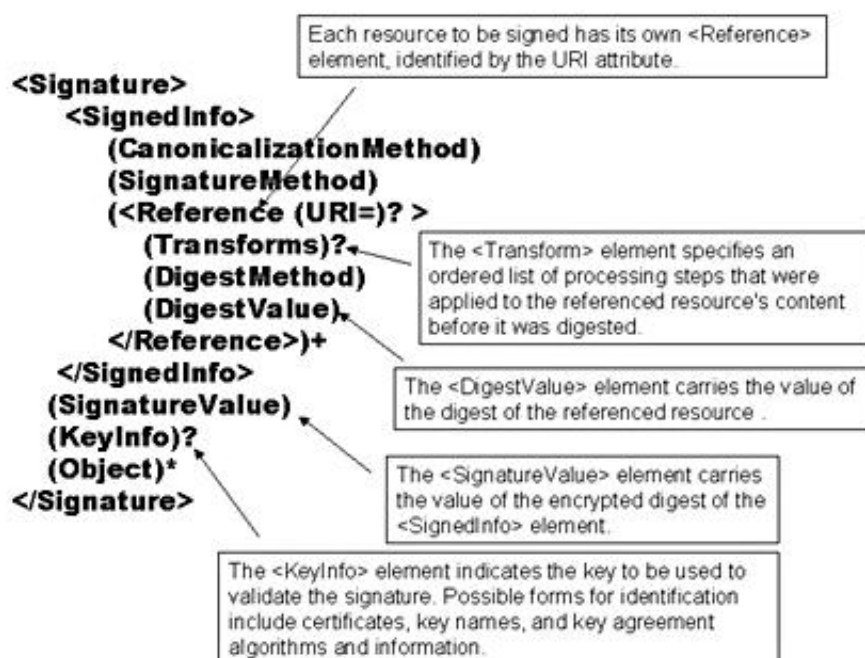 Each resource to be signed has its own <Reference>
element, identified by the URI attribute.
<Signature>
<SignedInfo>
(CanonicalizationMethod)
(SignatureMethod)
(<Reference (URI=)? >
(Transforms)?
(DigestMethod)
(DigestValue)
</Reference>)+
</SignedInfo>
(SignatureValue)
(KeyInfo)?
(Object)*
</Signature>
The <Transform> element specifies an
ordered list of processing steps that were
applied to the referenced resource's content
before it was digested.
The <DigestValue> element carries the value of
the digest of the referenced resource .
The <SignatureValue> element carries
the value of the encrypted digest of the
<SignedInfo> element.
The <KeyInfo> element indicates the key to be used to
validate the signature. Possible forms for identification
include certificates, key names, and key agreement
algorithms and information.